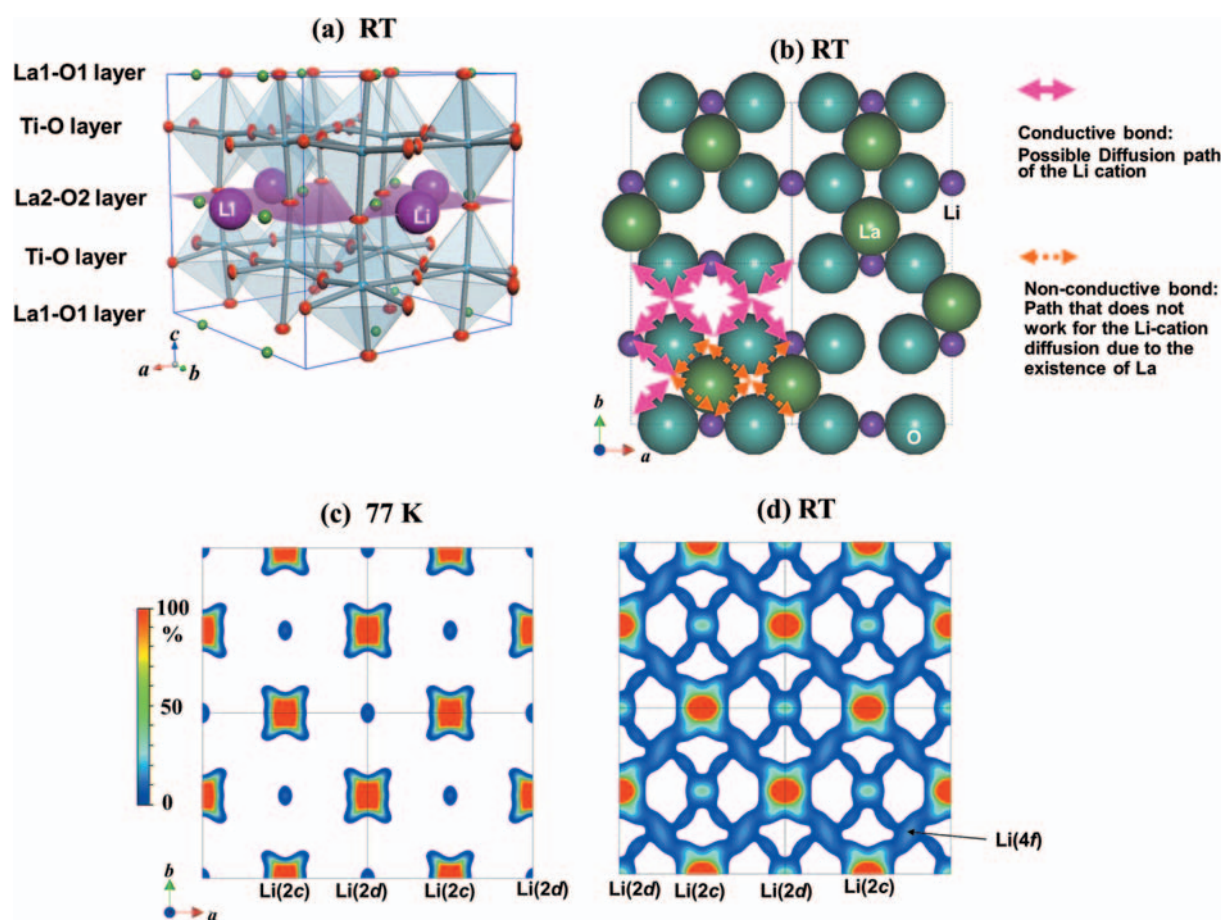 (a) RT
La1-O1 layer
Ti-O layer
La2-O2 layer
Ti-O layer
La1-O1 layer
Li
Li
c
a
b
(b) RT
Li
La
O
b
a
Conductive bond:
Possible Diffusion path
of the Li cation
Non-conductive bond:
Path that does not
work for the Li-cation
diffusion due to the
existence of La
(c) 77 K
100
%
50
0
b
a
Li(2c)
Li(2d)
Li(2c)
Li(2d)
(d) RT
Li(4f)
Li(2d)
Li(2c)
Li(2d)
Li(2c)